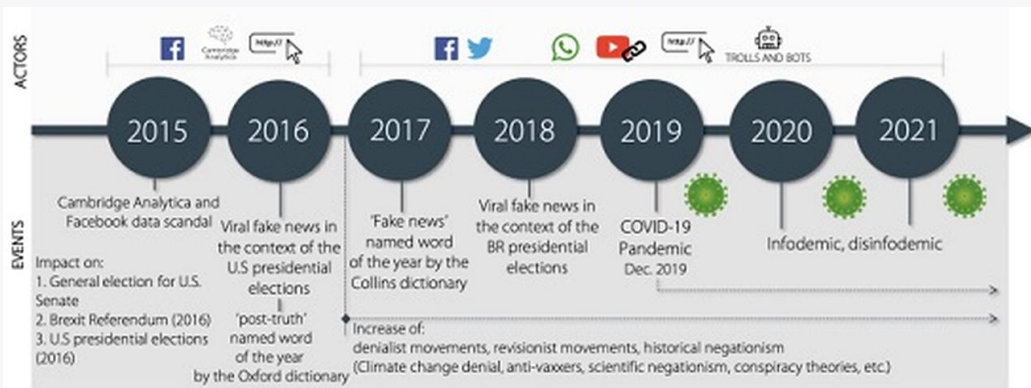 ACTORS
Cambridge
Analytica
http://
http://
TROLLS AND BOTS
2015
2016
2017
2018
2019
2020
2021
EVENTS
Cambridge Analytica and
Facebook data scandal
Impact on:
1. General election for U.S.
Senate
2. Brexit Referendum (2016)
3. U.S presidential elections
(2016)
Viral fake news in
the context of the
U.S presidential
elections
'post-truth'
named word
of the year
by the Oxford dictionary
'Fake news'
named word
of the year by the
Collins dictionary
Viral fake news in
the context of the
BR presidential
elections
COVID-19
Pandemic
Dec. 2019
Infodemic, disinfodemic
Increase of:
denialist movements, revisionist movements, historical negationism
(Climate change denial, anti-vaxxers, scientific negationism, conspiracy theories, etc.)